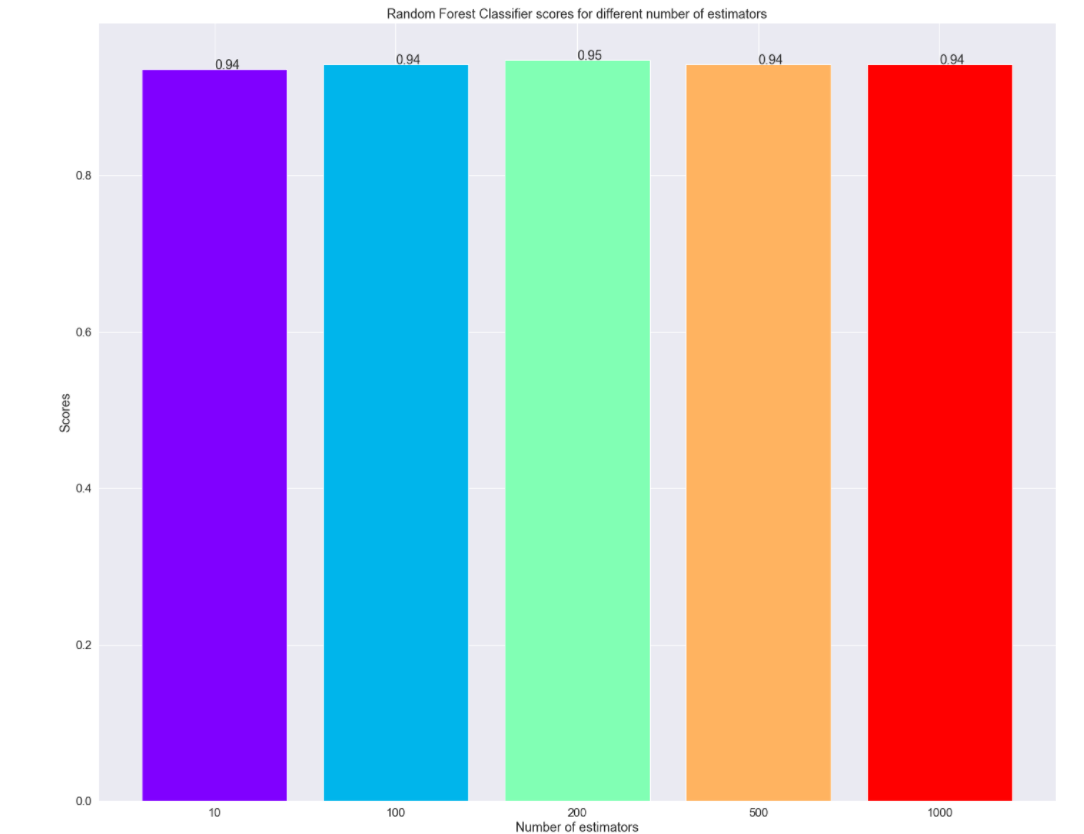 Random Forest Classifier scores for different number of estimators
0.94 0.94 0.95 0.94 0.94
0.8
0.6
Scores
0.4
0.2
0.0
10 100 200 500 1000
Number of estimators